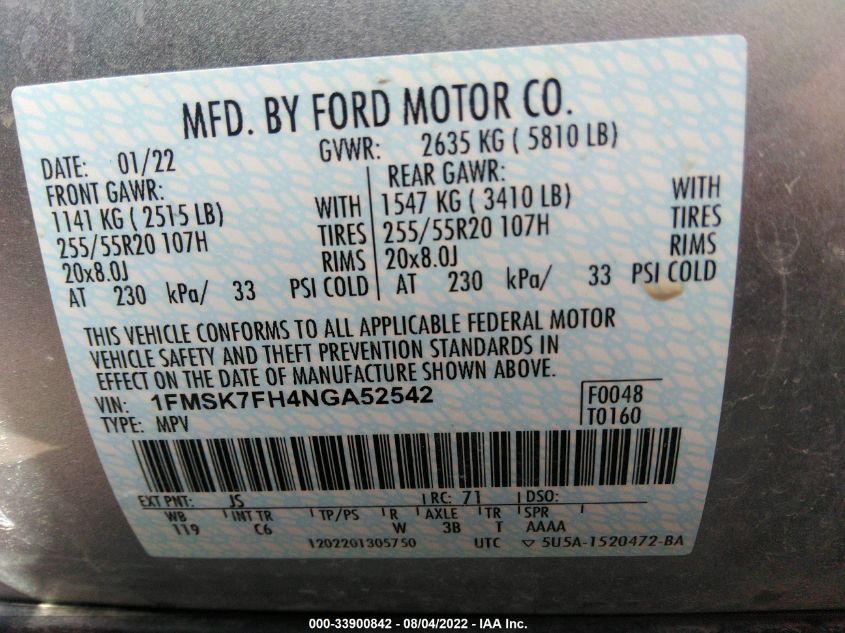 MFD. BY FORD MOTOR CO.
DATE: 01/22 GVWR: 2635 KG ( 5810 LB)
FRONT GAWR: REAR GAWR:
1141 KG ( 2515 LB) WITH 1547 KG ( 3410 LB) WITH
255/55R20 107H TIRES 255/55R20 107H TIRES
20x8.0J RIMS 20x8.0J RIMS
AT 230 kPa/ 33 PSI COLD AT 230 kPa/ 33 PSI COLD
THIS VEHICLE CONFORMS TO ALL APPLICABLE FEDERAL MOTOR
VEHICLE SAFETY AND THEFT PREVENTION STANDARDS IN
EFFECT ON THE DATE OF MANUFACTURE SHOWN ABOVE.
VIN: 1FMSK7FH4NGA52542 F0048
TYPE: MPV T0160
EXT PNT: JS RC: 71 DSO:
WB INT TR TP/PS R AXLE TR SPR
119 C6 W 3B T AAAA
1202201305750 UTC ▽ 5U5A-1520472-BA
000-33900842 - 08/04/2022 - IAA Inc.